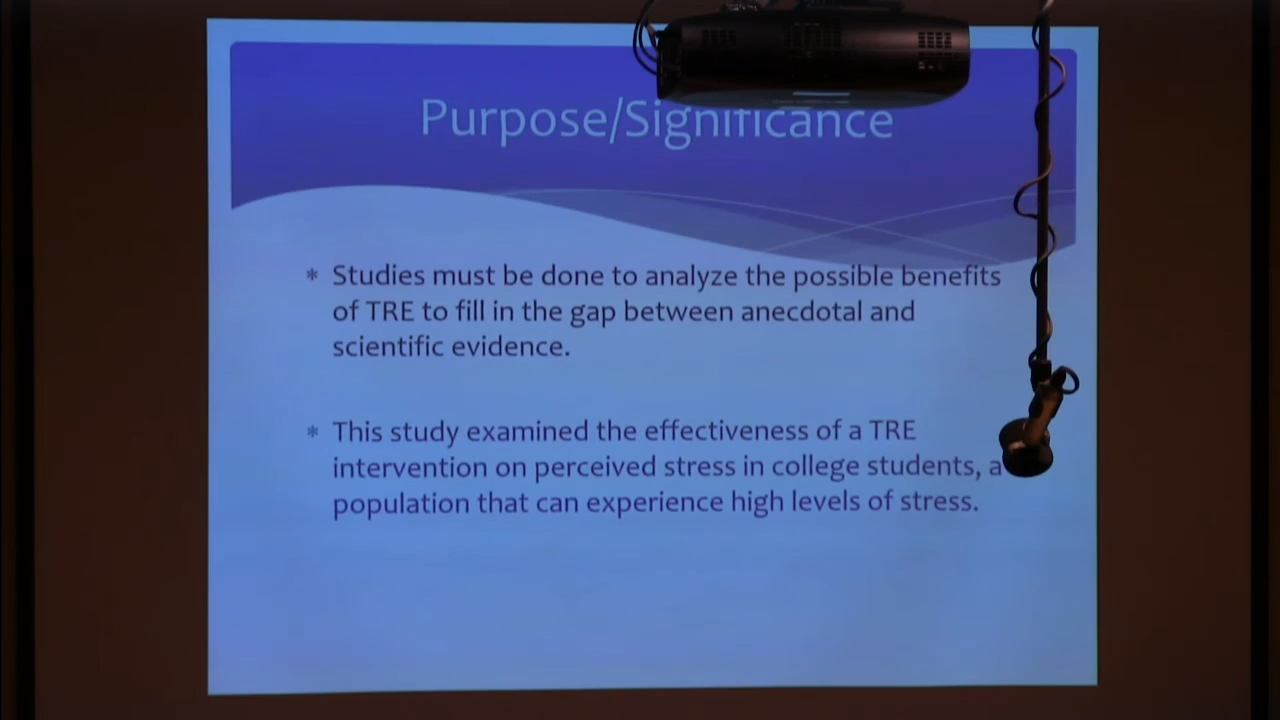 Purpose/Significance
* Studies must be done to analyze the possible benefits
of TRE to fill in the gap between anecdotal and
scientific evidence.
* This study examined the effectiveness of a TRE
intervention on perceived stress in college students, a
population that can experience high levels of stress.